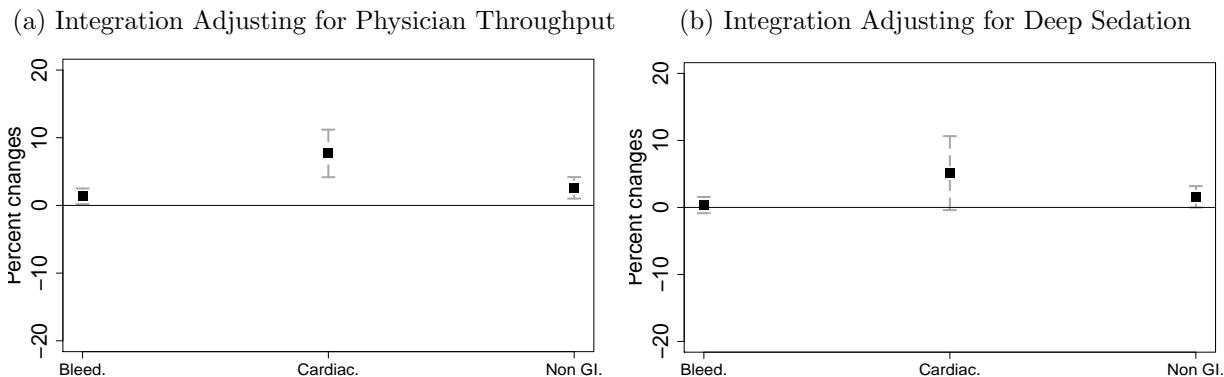 (a) Integration Adjusting for Physician Throughput
20
10
0
−10
−20
Percent changes
Bleed.
Cardiac.
Non GI.
(b) Integration Adjusting for Deep Sedation
20
10
0
−10
−20
Percent changes
Bleed.
Cardiac.
Non GI.